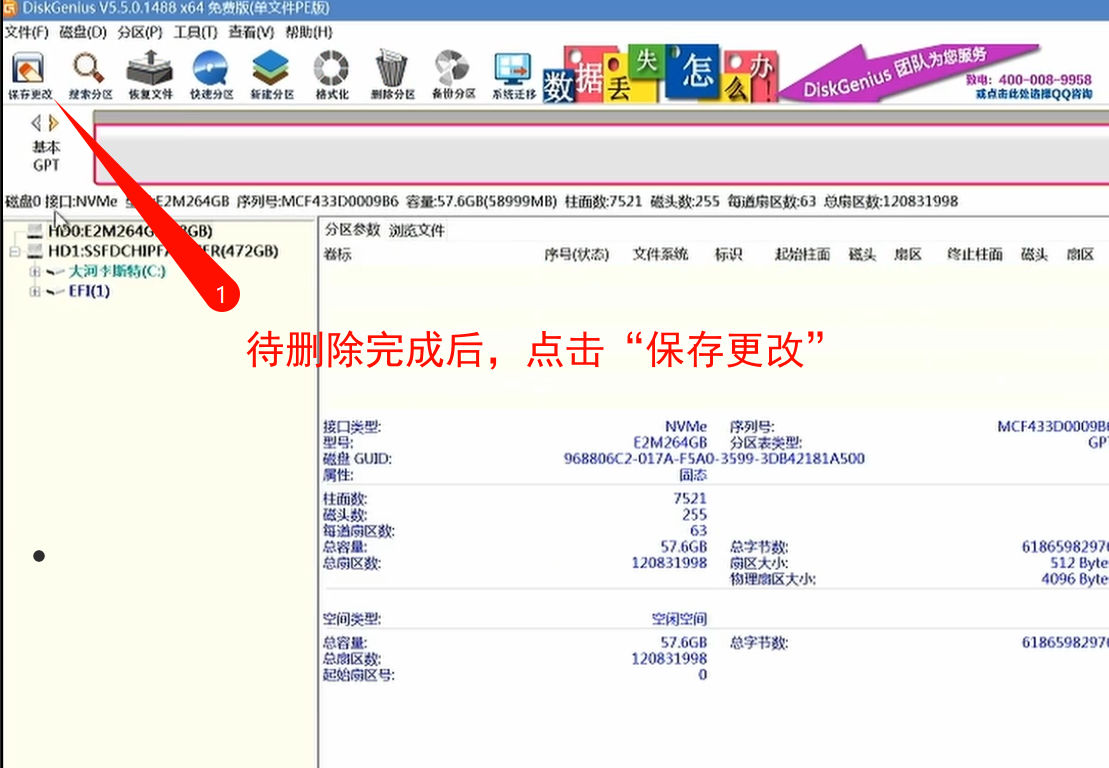 DiskGenius V5.5.0.1488 x64 免费版(单文件PE版)
文件(F) 磁盘(D) 分区(P) 工具(T) 查看(V) 帮助(H)
保存更改 搜索分区 恢复文件 快速分区 新建分区 格式化 删除分区 备份分区 系统迁移
数据丢失怎么办!
DiskGenius 团队为您服务
致电: 400-008-9958
或点击此处选择QQ咨询
基本
GPT
磁盘0 接口:NVMe E2M264GB 序列号:MCF433D0009B6 容量:57.6GB(58999MB) 柱面数:7521 磁头数:255 每道扇区数:63 总扇区数:120831998
HD0:E2M264G GB)
HD1:SSFDCHIP ER(472GB)
大河李斯特(C:)
EFI(1)
1
分区参数 浏览文件
卷标 序号(状态) 文件系统 标识 起始柱面 磁头 扇区 终止柱面 磁头 扇区
待删除完成后，点击“保存更改”
接口类型: NVMe 序列号: MCF433D0009B6
型号: E2M264GB 分区表类型: GPT
磁盘 GUID: 968806C2-017A-F5A0-3599-3DB42181A500
属性: 固态
柱面数: 7521
磁头数: 255
每道扇区数: 63
总容量: 57.6GB 总字节数: 6186598297
总扇区数: 120831998 扇区大小: 512 Byte
物理扇区大小: 4096 Byte
空间类型: 空闲空间
总容量: 57.6GB 总字节数: 6186598297
总扇区数: 120831998
起始扇区号: 0